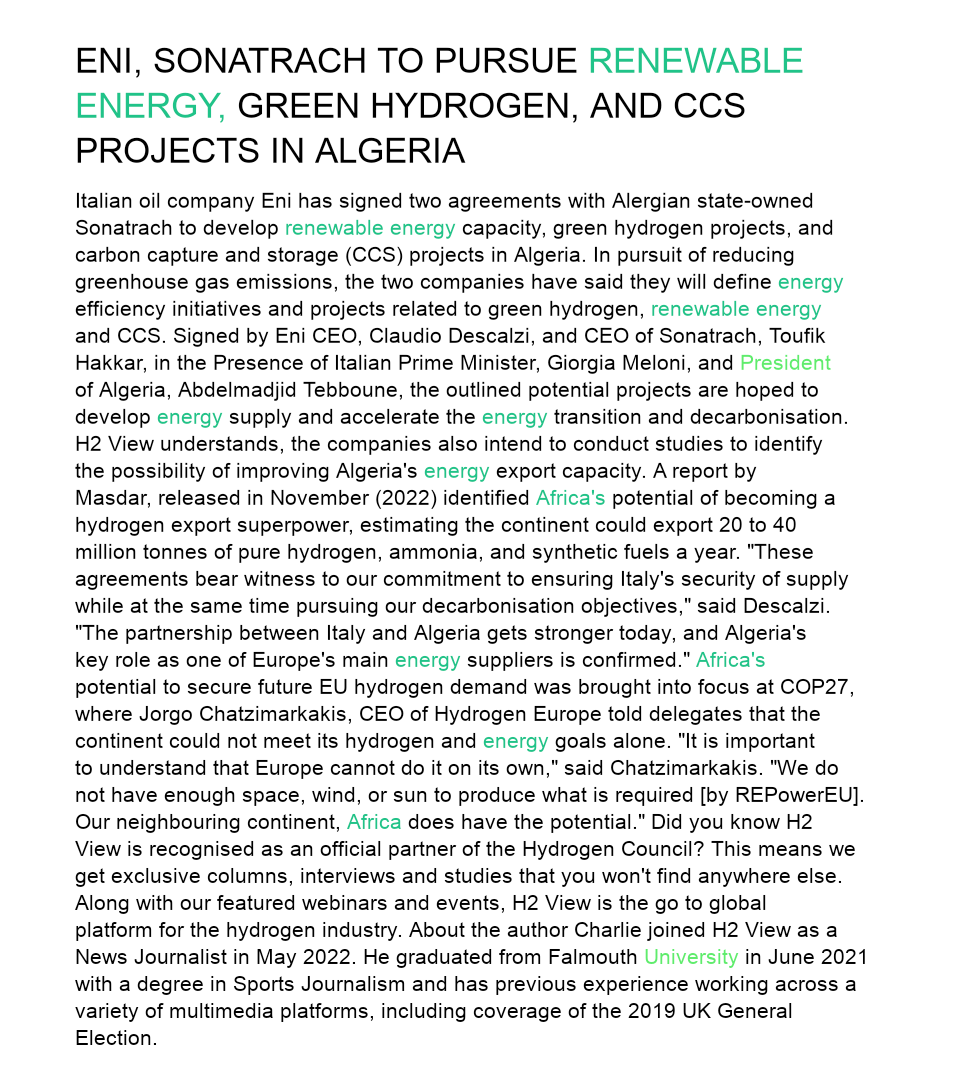 ENI, SONATRACH TO PURSUE RENEWABLE
ENERGY, GREEN HYDROGEN, AND CCS
PROJECTS IN ALGERIA
Italian oil company Eni has signed two agreements with Alergian state-owned
Sonatrach to develop renewable energy capacity, green hydrogen projects, and
carbon capture and storage (CCS) projects in Algeria. In pursuit of reducing
greenhouse gas emissions, the two companies have said they will define energy
efficiency initiatives and projects related to green hydrogen, renewable energy
and CCS. Signed by Eni CEO, Claudio Descalzi, and CEO of Sonatrach, Toufik
Hakkar, in the Presence of Italian Prime Minister, Giorgia Meloni, and President
of Algeria, Abdelmadjid Tebboune, the outlined potential projects are hoped to
develop energy supply and accelerate the energy transition and decarbonisation.
H2 View understands, the companies also intend to conduct studies to identify
the possibility of improving Algeria's energy export capacity. A report by
Masdar, released in November (2022) identified Africa's potential of becoming a
hydrogen export superpower, estimating the continent could export 20 to 40
million tonnes of pure hydrogen, ammonia, and synthetic fuels a year. "These
agreements bear witness to our commitment to ensuring Italy's security of supply
while at the same time pursuing our decarbonisation objectives," said Descalzi.
"The partnership between Italy and Algeria gets stronger today, and Algeria's
key role as one of Europe's main energy suppliers is confirmed." Africa's
potential to secure future EU hydrogen demand was brought into focus at COP27,
where Jorgo Chatzimarkakis, CEO of Hydrogen Europe told delegates that the
continent could not meet its hydrogen and energy goals alone. "It is important
to understand that Europe cannot do it on its own," said Chatzimarkakis. "We do
not have enough space, wind, or sun to produce what is required [by REPowerEU].
Our neighbouring continent, Africa does have the potential." Did you know H2
View is recognised as an official partner of the Hydrogen Council? This means we
get exclusive columns, interviews and studies that you won't find anywhere else.
Along with our featured webinars and events, H2 View is the go to global
platform for the hydrogen industry. About the author Charlie joined H2 View as a
News Journalist in May 2022. He graduated from Falmouth University in June 2021
with a degree in Sports Journalism and has previous experience working across a
variety of multimedia platforms, including coverage of the 2019 UK General
Election.